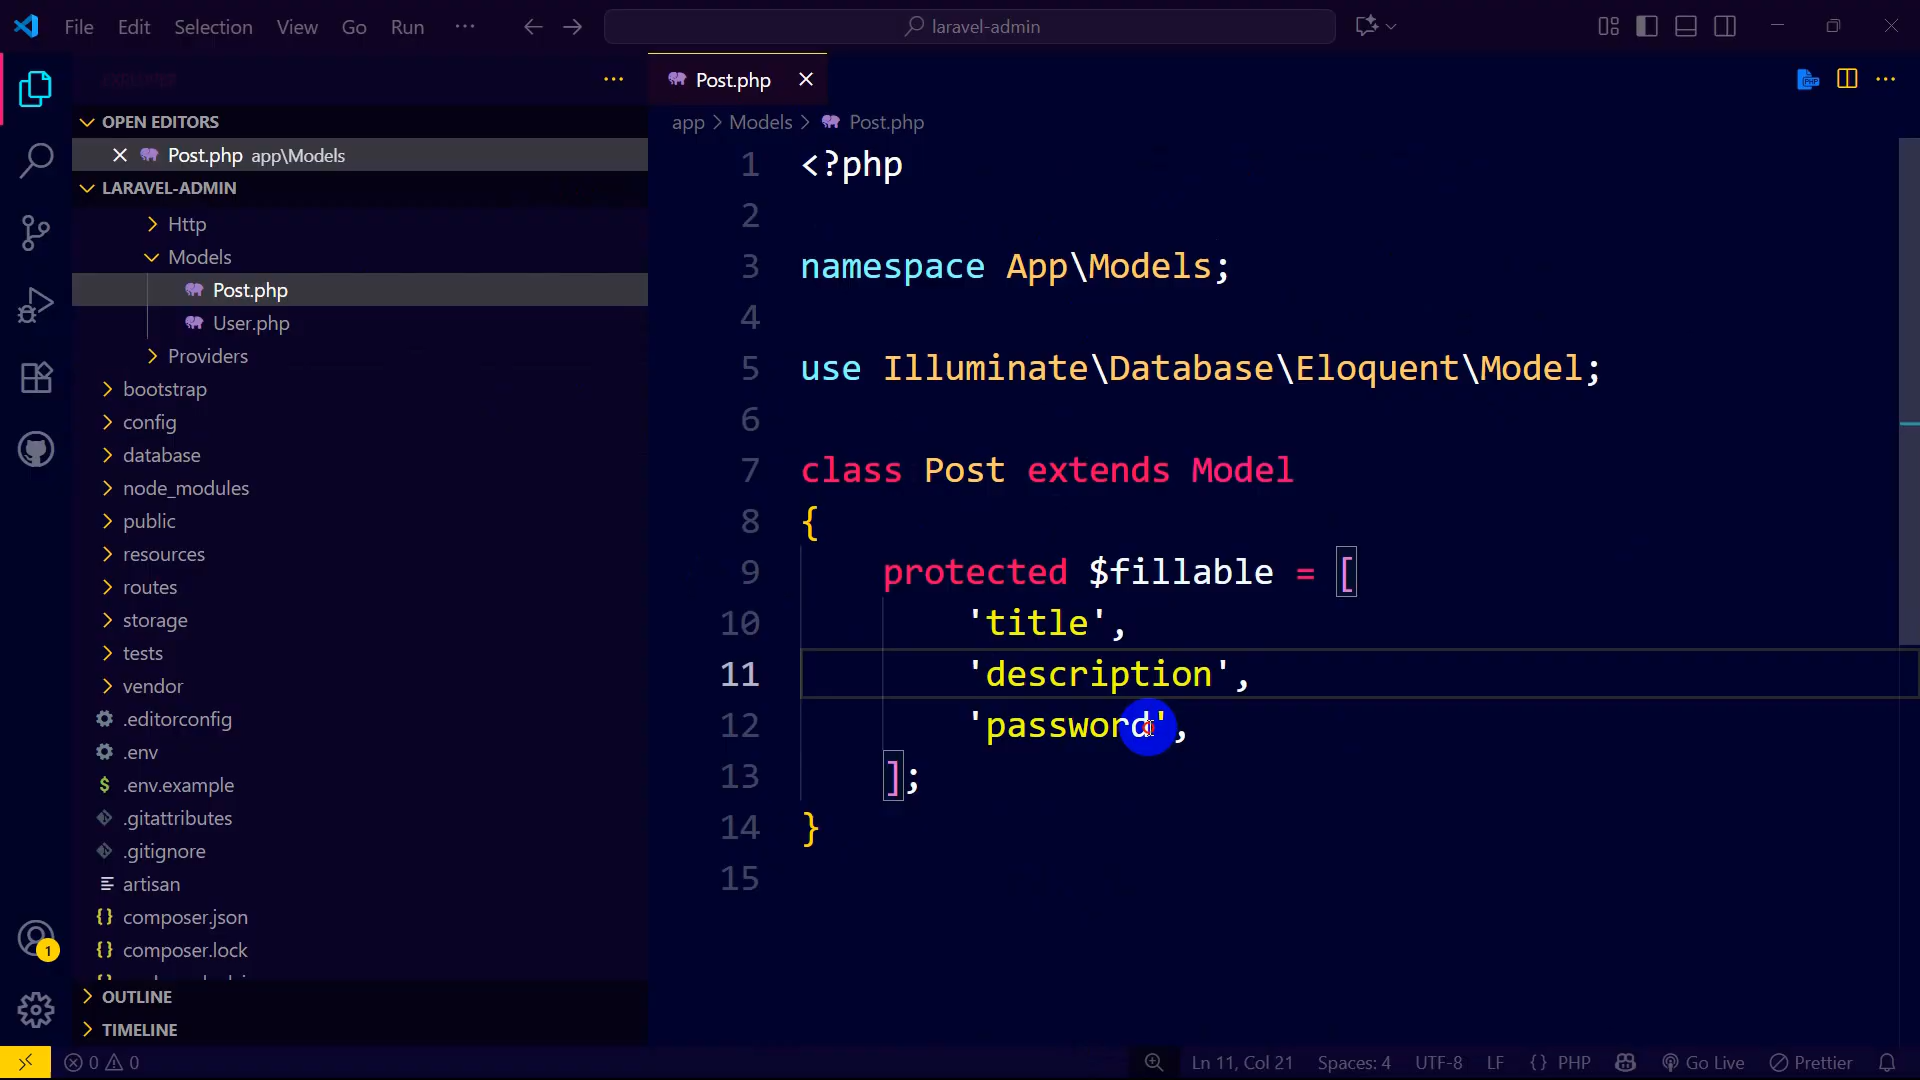 File Edit Selection View Go Run ··· laravel-admin
EXPLORER ···
Post.php
OPEN EDITORS
Post.php app\Models
LARAVEL-ADMIN
Http
Models
Post.php
User.php
Providers
bootstrap
config
database
node_modules
public
resources
routes
storage
tests
vendor
.editorconfig
.env
.env.example
.gitattributes
.gitignore
artisan
composer.json
composer.lock
OUTLINE
TIMELINE
1
app > Models > Post.php
1 <?php
2
3 namespace App\Models;
4
5 use Illuminate\Database\Eloquent\Model;
6
7 class Post extends Model
8 {
9 protected $fillable = [
10 'title',
11 'description',
12 'password',
13 ];
14 }
15
0 0 Ln 11, Col 21 Spaces: 4 UTF-8 LF {} PHP Go Live Prettier